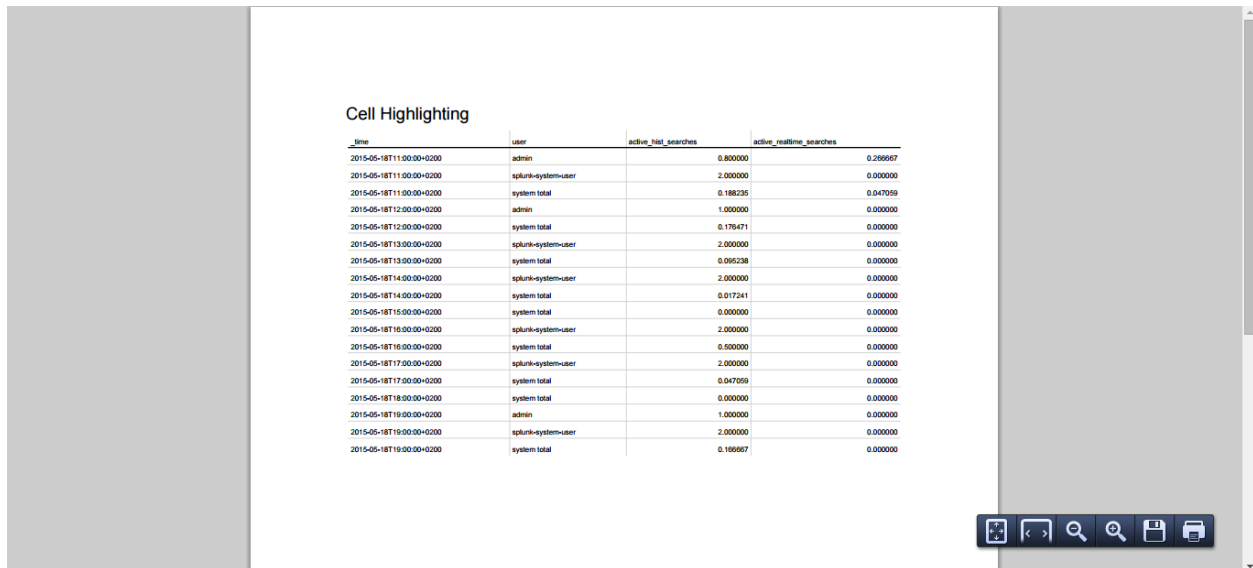 Cell Highlighting
_time user active_hist_searches active_realtime_searches
2015-05-18T11:00:00+0200 admin 0.800000 0.266667
2015-05-18T11:00:00+0200 splunk-system-user 2.000000 0.000000
2015-05-18T11:00:00+0200 system total 0.188235 0.047059
2015-05-18T12:00:00+0200 admin 1.000000 0.000000
2015-05-18T12:00:00+0200 system total 0.176471 0.000000
2015-05-18T13:00:00+0200 splunk-system-user 2.000000 0.000000
2015-05-18T13:00:00+0200 system total 0.095238 0.000000
2015-05-18T14:00:00+0200 splunk-system-user 2.000000 0.000000
2015-05-18T14:00:00+0200 system total 0.017241 0.000000
2015-05-18T15:00:00+0200 system total 0.000000 0.000000
2015-05-18T16:00:00+0200 splunk-system-user 2.000000 0.000000
2015-05-18T16:00:00+0200 system total 0.500000 0.000000
2015-05-18T17:00:00+0200 splunk-system-user 2.000000 0.000000
2015-05-18T17:00:00+0200 system total 0.047059 0.000000
2015-05-18T18:00:00+0200 system total 0.000000 0.000000
2015-05-18T19:00:00+0200 admin 1.000000 0.000000
2015-05-18T19:00:00+0200 splunk-system-user 2.000000 0.000000
2015-05-18T19:00:00+0200 system total 0.166667 0.000000